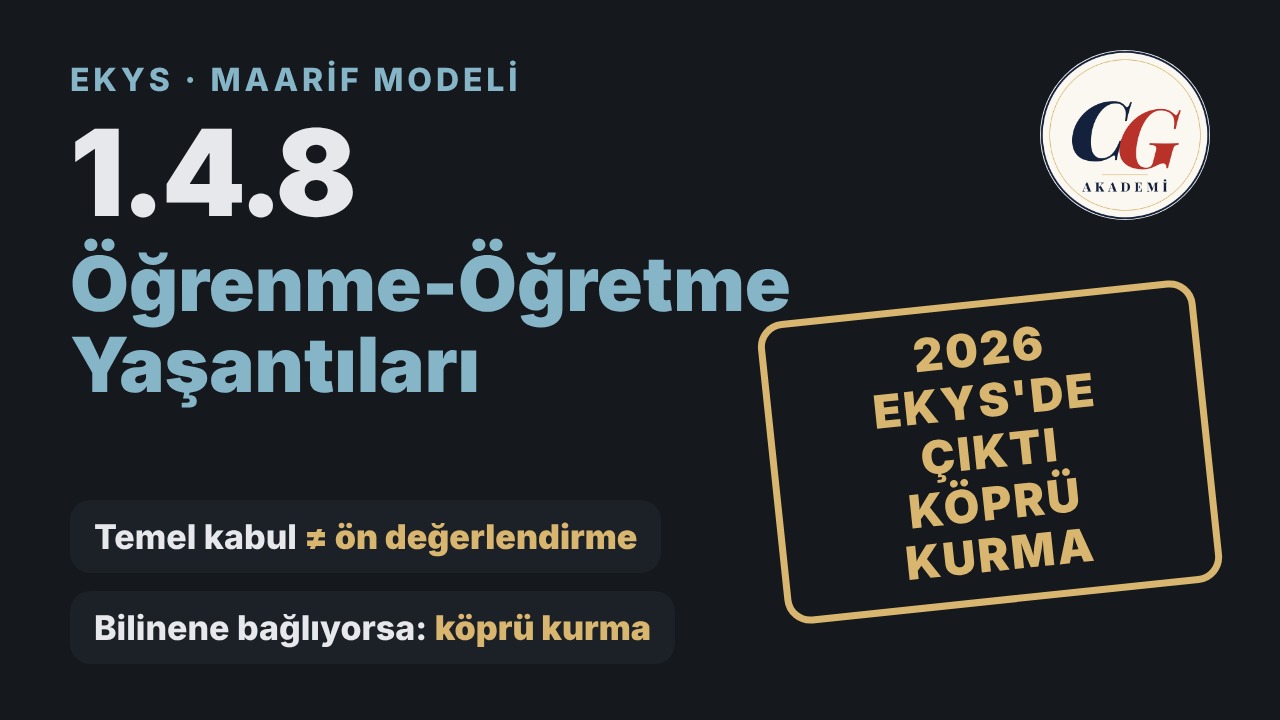 EKYS · MAARİF MODELİ
1.4.8
Öğrenme-Öğretme
Yaşantıları
CG
AKADEMİ
2026
EKYS'DE
ÇIKTI
KÖPRÜ
KURMA
Temel kabul ≠ ön değerlendirme
Bilinene bağlıyorsa: köprü kurma